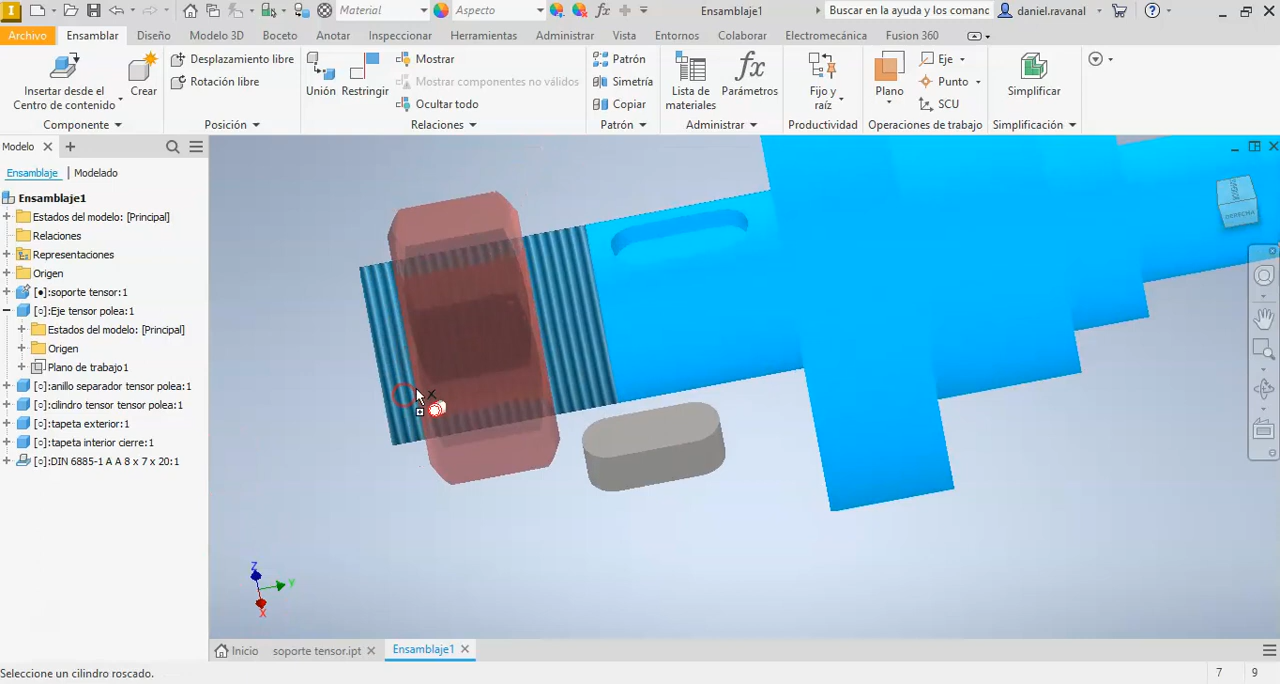 Material
Aspecto
fx
Ensamblaje1
Buscar en la ayuda y los comanc
daniel.ravanal
Archivo
Ensamblar
Diseño
Modelo 3D
Boceto
Anotar
Inspeccionar
Herramientas
Administrar
Vista
Entornos
Colaborar
Electromecánica
Fusion 360
Insertar desde el
Centro de contenido
Crear
Componente
Desplazamiento libre
Rotación libre
Posición
Unión
Restringir
Mostrar
Mostrar componentes no válidos
Ocultar todo
Relaciones
Patrón
Simetría
Copiar
Patrón
Lista de
materiales
fx
Parámetros
Administrar
Fijo y
raíz
Productividad
Plano
Eje
Punto
SCU
Operaciones de trabajo
Simplificar
Simplificación
Modelo
Ensamblaje
Modelado
Ensamblaje1
Estados del modelo: [Principal]
Relaciones
Representaciones
Origen
[●]:soporte tensor:1
[○]:Eje tensor polea:1
Estados del modelo: [Principal]
Origen
Plano de trabajo1
[○]:anillo separador tensor polea:1
[○]:cilindro tensor tensor polea:1
[○]:tapeta exterior:1
[○]:tapeta interior cierre:1
[○]:DIN 6885-1 A A 8 x 7 x 20:1
DERECHA
X
Z
Y
X
Inicio
soporte tensor.ipt
Ensamblaje1
Seleccione un cilindro roscado.
7
9